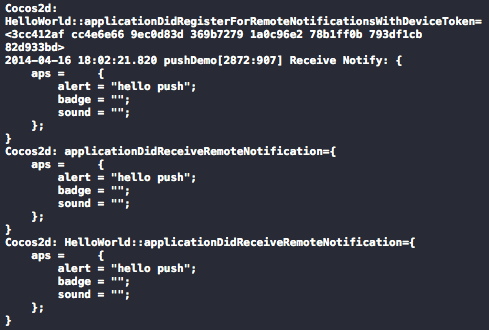 Cocos2d:
HelloWorld::applicationDidRegisterForRemoteNotificationsWithDeviceToken=
<3cc412af cc4e6e66 9ec0d83d 369b7279 1a0c96e2 78b1ff0b 793df1cb
82d933bd>
2014-04-16 18:02:21.820 pushDemo[2872:907] Receive Notify: {
    aps =     {
        alert = "hello push";
        badge = "";
        sound = "";
    };
}
Cocos2d: applicationDidReceiveRemoteNotification={
    aps =     {
        alert = "hello push";
        badge = "";
        sound = "";
    };
}
Cocos2d: HelloWorld::applicationDidReceiveRemoteNotification={
    aps =     {
        alert = "hello push";
        badge = "";
        sound = "";
    };
}